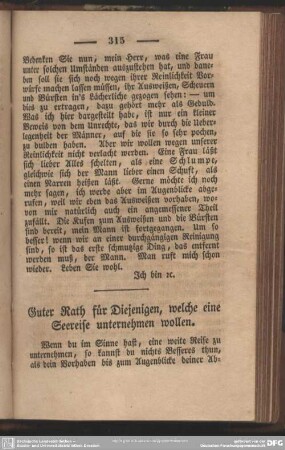 — 315 —
Bedenken Sie nun, mein Herr, was eine Frau
unter solchen Umständen auszustehen hat, und dane-
ben soll sie sich noch wegen ihrer Reinlichkeit Vor-
würfe machen lassen müssen, ihr Ausweißen, Scheuern
und Bürsten in's Lächerliche gezogen sehen: — um
dies zu ertragen, dazu gehört mehr als Geduld.
Was ich hier dargestellt habe, ist nur ein kleiner
Beweis von dem Unrechte, das wir durch die Ueber-
legenheit der Männer, auf die sie so sehr pochen,
zu dulden haben. Aber wir wollen wegen unserer
Reinlichkeit nicht verlacht werden. Eine Frau läßt
sich lieber Alles schelten, als eine Schlumpe,
gleichwie sich der Mann lieber einen Schuft, als
einen Narren heißen läßt. Gerne möchte ich noch
mehr sagen, ich werde aber im Augenblicke abge-
rufen, weil wir eben das Ausweißen vorhaben, wo-
von mir natürlich auch ein angemessener Theil
zufällt. Die Kufen zum Ausweißen und die Bürsten
sind bereit, mein Mann ist fortgegangen. Um so
besser! wenn wir an einer durchgängigen Reinigung
sind, so ist das erste schmutzige Ding, das entfernt
werden muß, der Mann. Man ruft mich schon
wieder. Leben Sie wohl.
Ich bin ꝛc.
Guter Rath für Diejenigen, welche eine
Seereise unternehmen wollen.
Wenn du im Sinne hast, eine weite Reise zu
unternehmen, so kannst du nichts Besseres thun,
als dein Vorhaben bis zum Augenblicke deiner Ab-
DFG